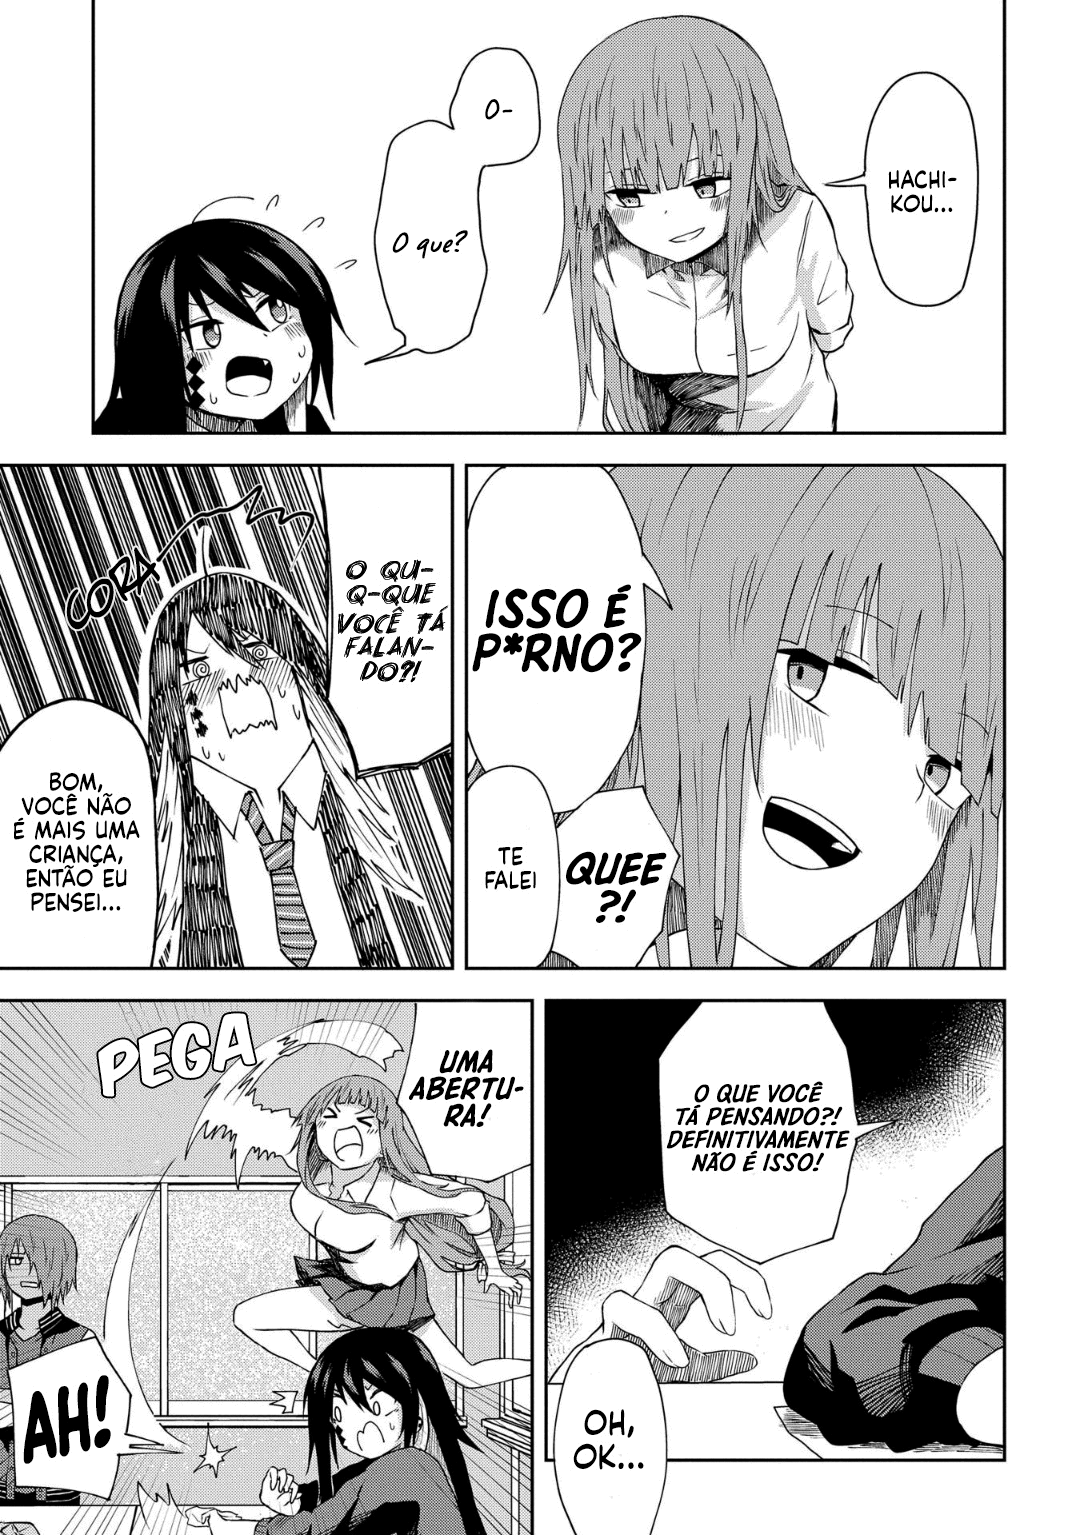 HACHI-
KOU...
O-
O que?
ISSO É
P*RNO?
QUEE
?!
TE
FALEI
O QUI-
Q-QUE
VOCÊ TÁ
FALAN-
DO?!
CORA
BOM,
VOCÊ NÃO
É MAIS UMA
CRIANÇA,
ENTÃO EU
PENSEI...
O QUE VOCÊ
TÁ PENSANDO?!
DEFINITIVAMENTE
NÃO É ISSO!
OH,
OK...
UMA
ABERTU-
RA!
PEGA
AH!